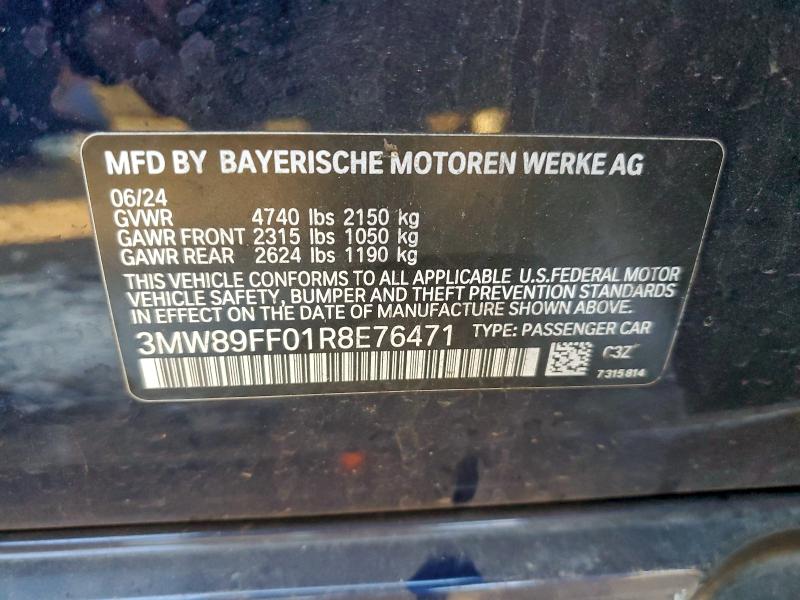 MFD BY BAYERISCHE MOTOREN WERKE AG
06/24
GVWR 4740 lbs 2150 kg
GAWR FRONT 2315 lbs 1050 kg
GAWR REAR 2624 lbs 1190 kg
THIS VEHICLE CONFORMS TO ALL APPLICABLE U.S.FEDERAL MOTOR
VEHICLE SAFETY, BUMPER AND THEFT PREVENTION STANDARDS
IN EFFECT ON THE DATE OF MANUFACTURE SHOWN ABOVE.
3MW89FF01R8E76471 TYPE: PASSENGER CAR
C3Z
7315814